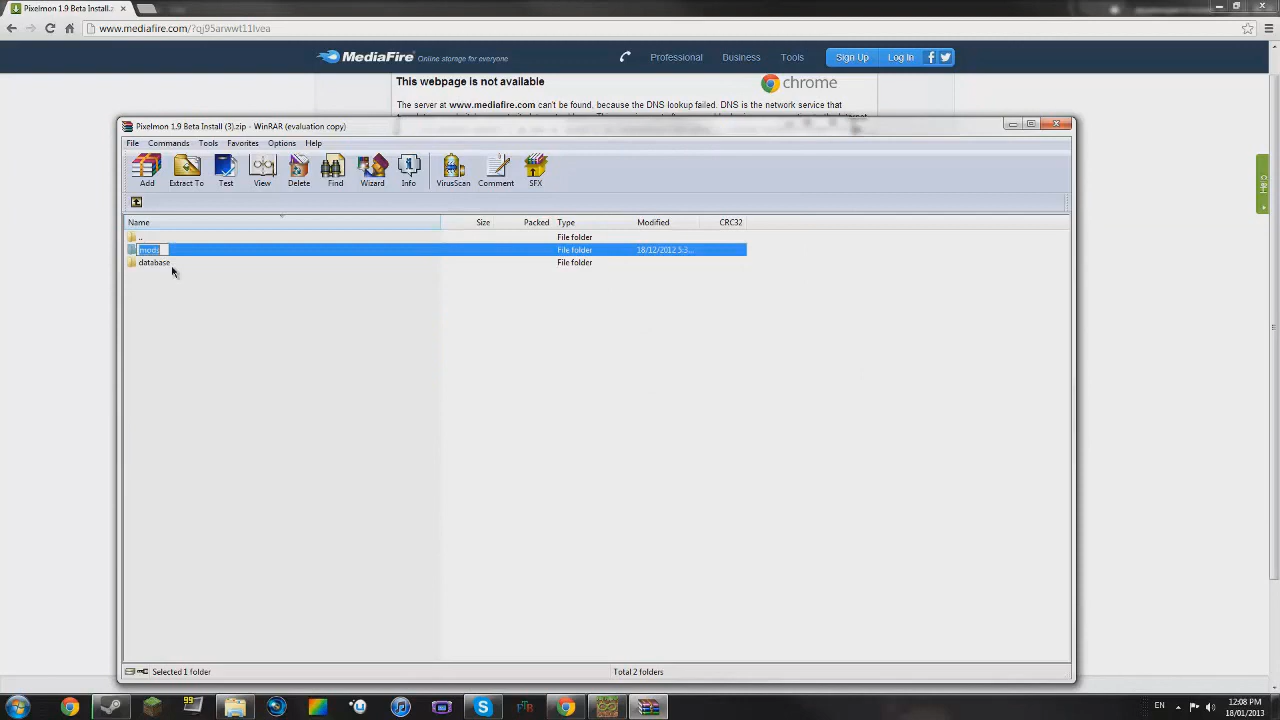 Pixelmon 1.9 Beta Install.z
www.mediafire.com/?qj95arwwt11lvea
MediaFire Online storage for everyone
Professional Business Tools Sign Up Log In
This webpage is not available
chrome
The server at www.mediafire.com can't be found, because the DNS lookup failed. DNS is the network service that
Pixelmon 1.9 Beta Install (3).zip - WinRAR (evaluation copy)
File Commands Tools Favorites Options Help
Add Extract To Test View Delete Find Wizard Info VirusScan Comment SFX
Name Size Packed Type Modified CRC32
.. File folder
mods File folder 18/12/2012 5:3...
database File folder
Selected 1 folder Total 2 folders
99
EN 12:08 PM
18/01/2013